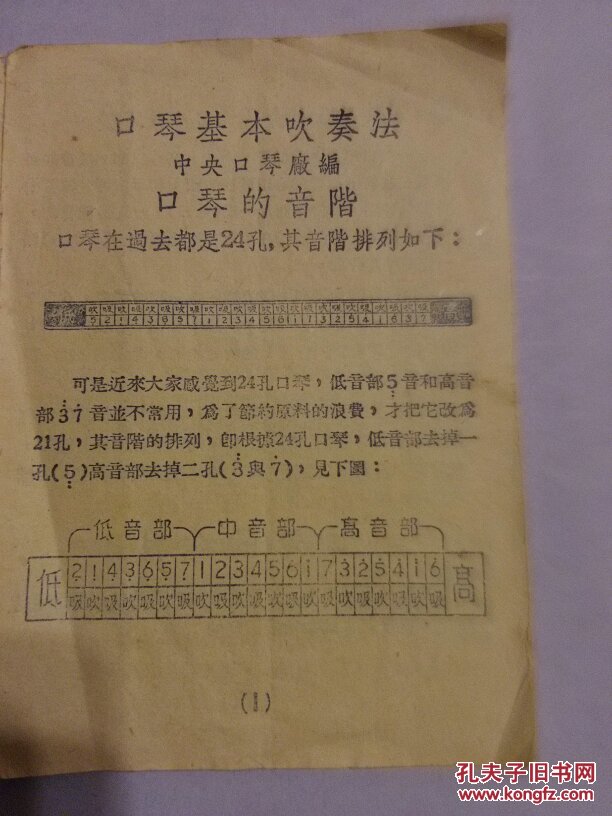 口琴基本吹奏法
中央口琴廠編
口琴的音階
口琴在過去都是24孔，其音階排列如下：
可是近來大家感覺到24孔口琴，低音部5音和高音
部37音並不常用，爲了節約原料的浪費，才把它改爲
21孔，其音階的排列，卽根據24孔口琴，低音部去掉一
孔(5)高音部去掉二孔(3與7)，見下圖：
低音部 中音部 高音部
低 2 1 4 3 6 5 7 1 2 3 4 5 6 1 7 3 2 5 4 1 6 高
吸 吹 吸 吹 吸 吹 吸 吹 吸 吹 吸 吹 吸 吹 吸 吹 吸 吹 吸 吹 吸
(1)
孔夫子旧书网
www.kongfz.com